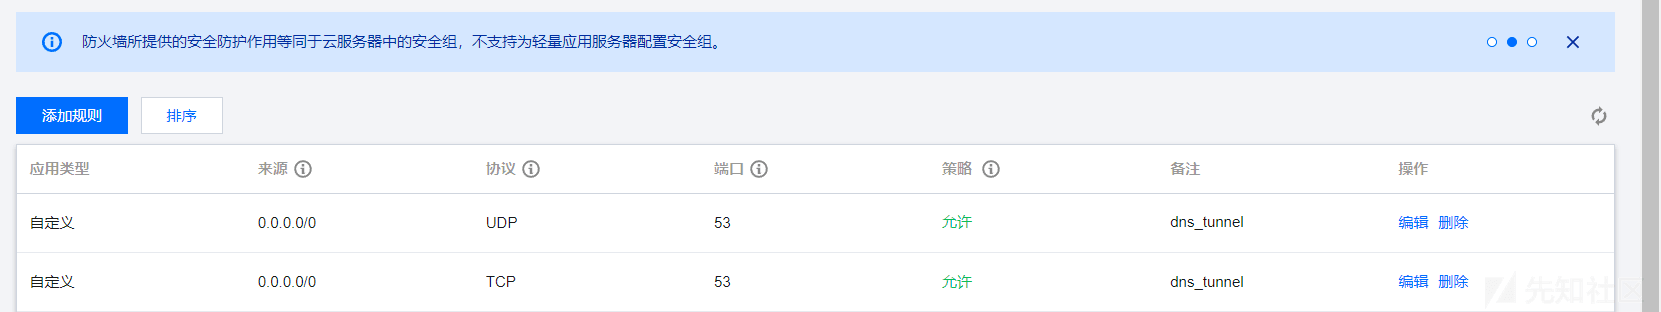 防火墙所提供的安全防护作用等同于云服务器中的安全组，不支持为轻量应用服务器配置安全组。
添加规则 排序
应用类型 来源 协议 端口 策略 备注 操作
自定义 0.0.0.0/0 UDP 53 允许 dns_tunnel 编辑 删除
自定义 0.0.0.0/0 TCP 53 允许 dns_tunnel 编辑 删除
先知社区